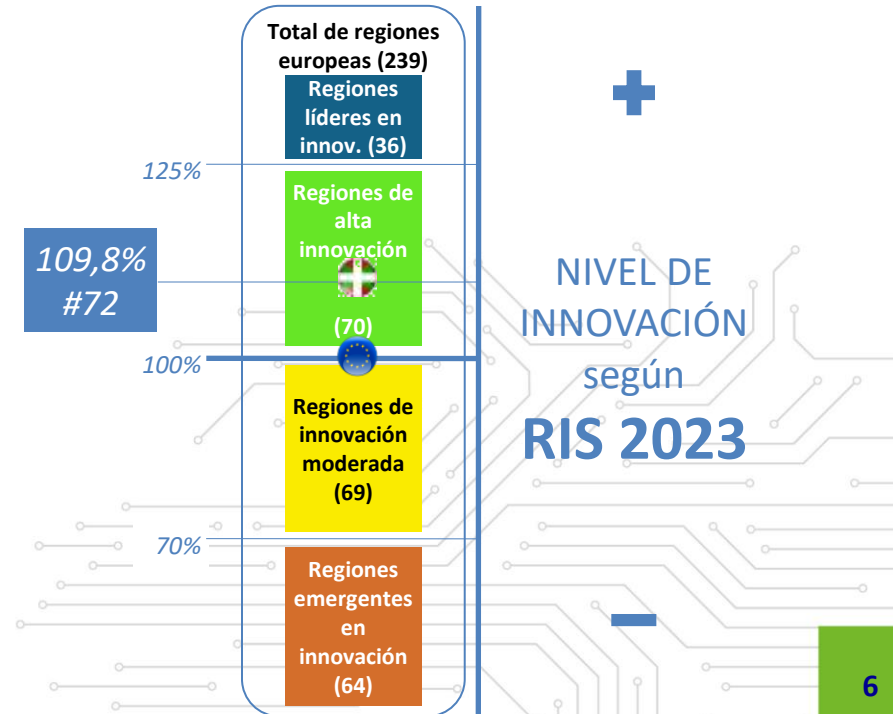 Total de regiones
europeas (239)
Regiones
líderes en
innov. (36)
125%
Regiones de
alta
innovación
(70)
109,8%
#72
100%
Regiones de
innovación
moderada
(69)
70%
Regiones
emergentes
en
innovación
(64)
NIVEL DE
INNOVACIÓN
según
RIS 2023
6